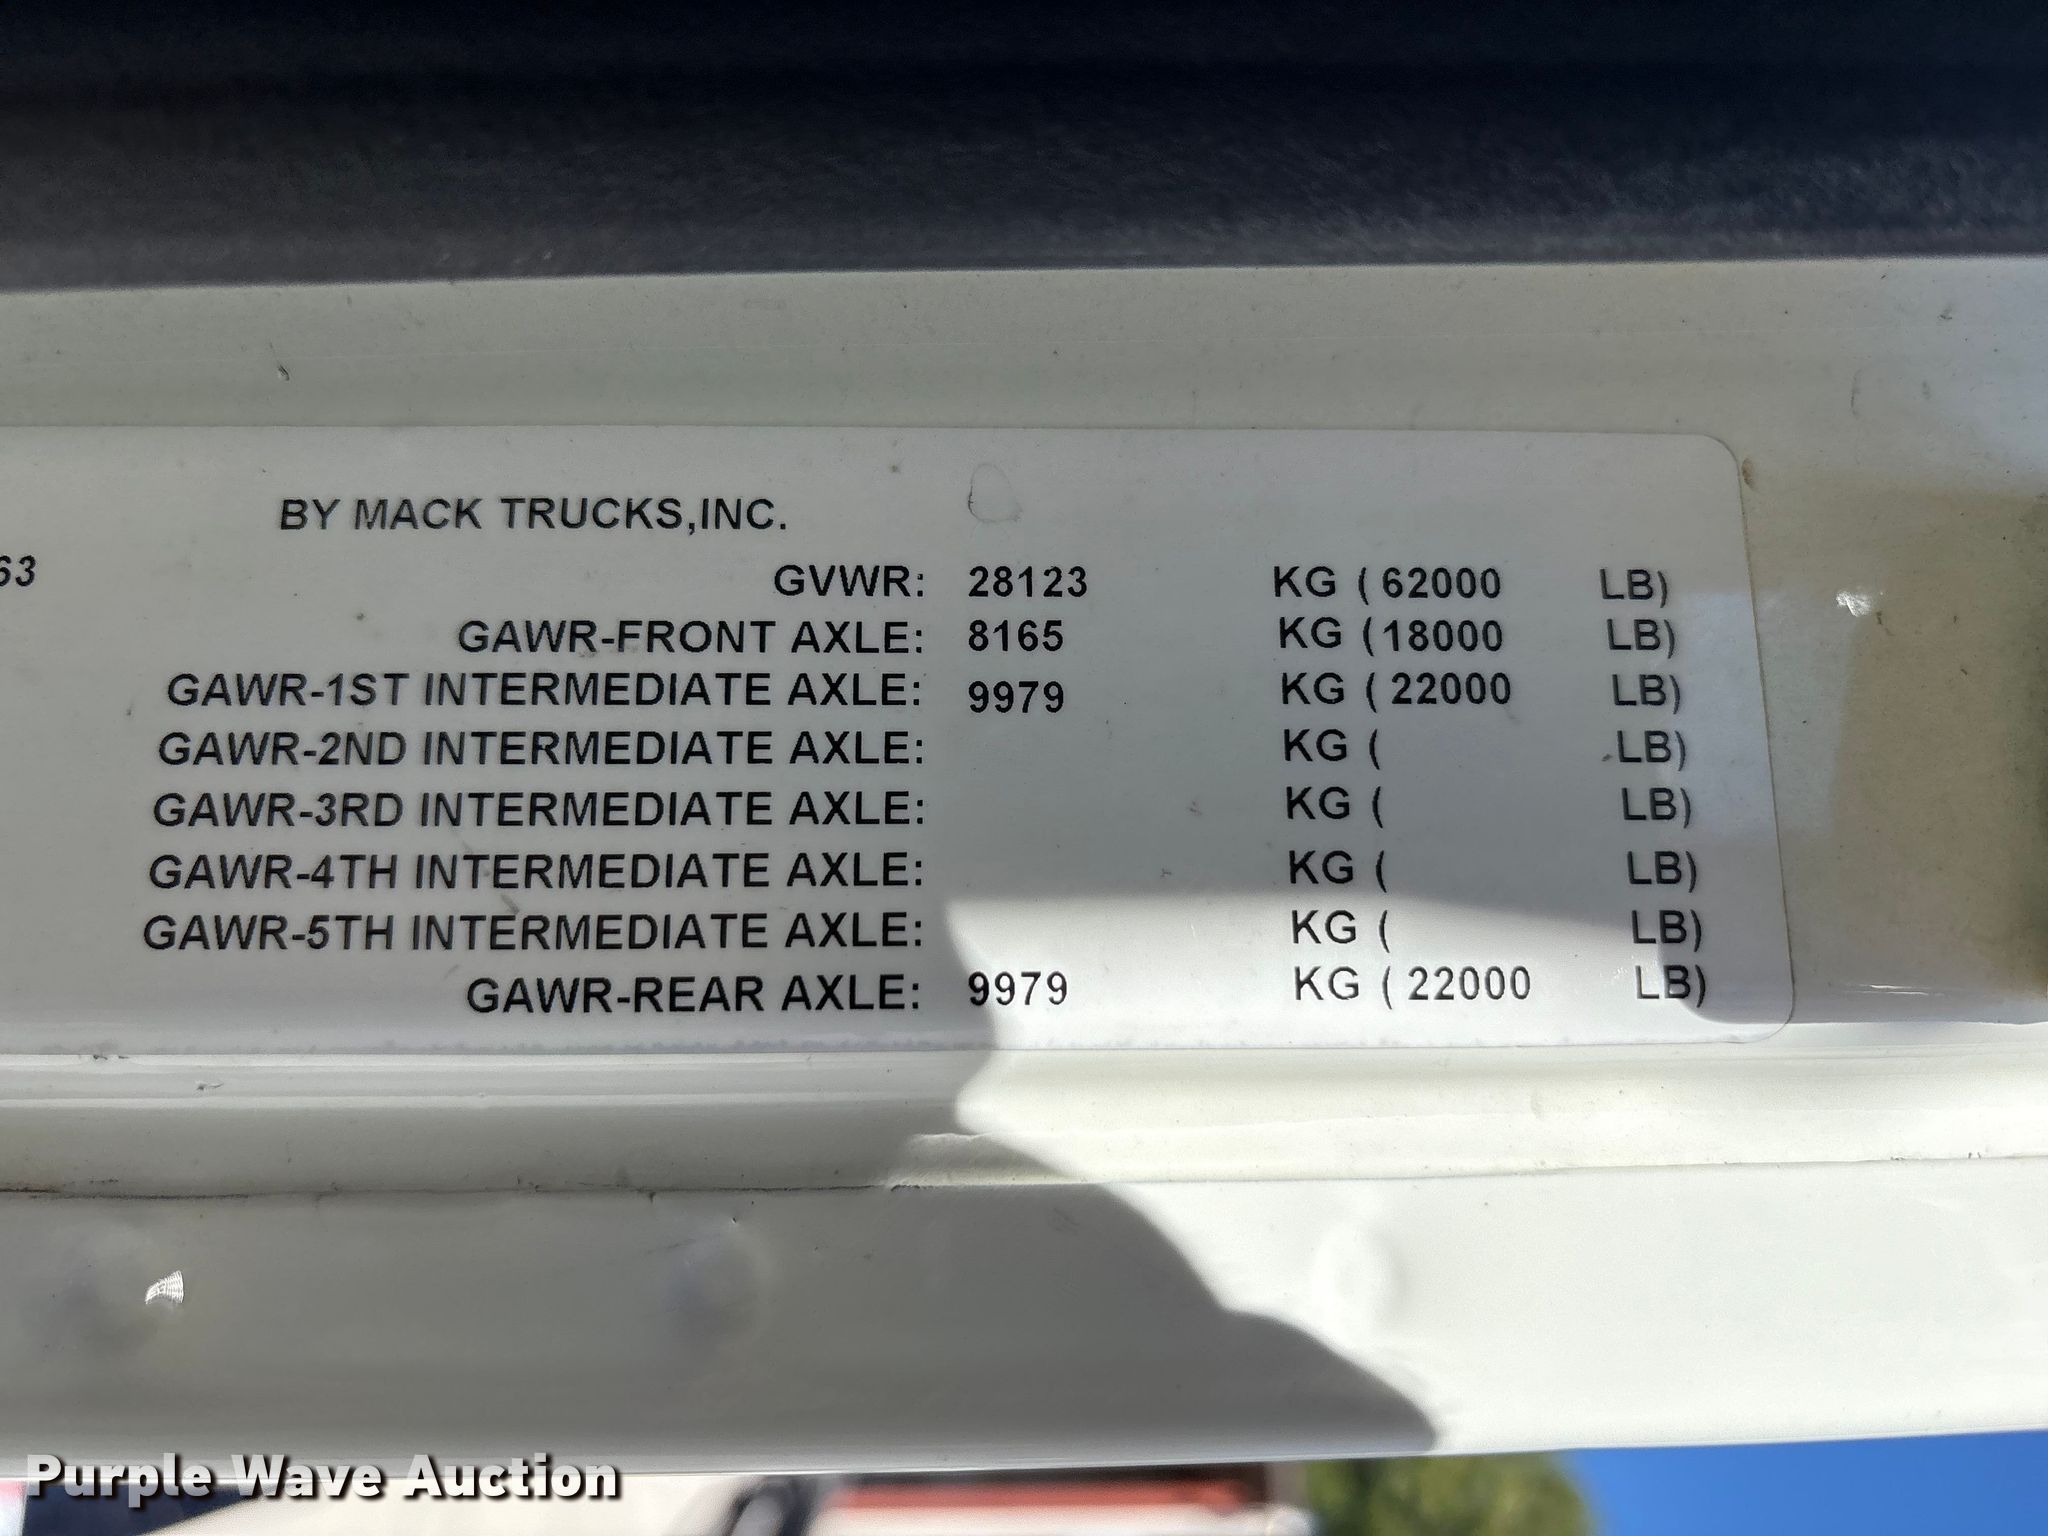 BY MACK TRUCKS,INC.
63
GVWR: 28123 KG ( 62000 LB)
GAWR-FRONT AXLE: 8165 KG (18000 LB)
GAWR-1ST INTERMEDIATE AXLE: 9979 KG ( 22000 LB)
GAWR-2ND INTERMEDIATE AXLE: KG ( LB)
GAWR-3RD INTERMEDIATE AXLE: KG ( LB)
GAWR-4TH INTERMEDIATE AXLE: KG ( LB)
GAWR-5TH INTERMEDIATE AXLE: KG ( LB)
GAWR-REAR AXLE: 9979 KG ( 22000 LB)
Purple Wave Auction